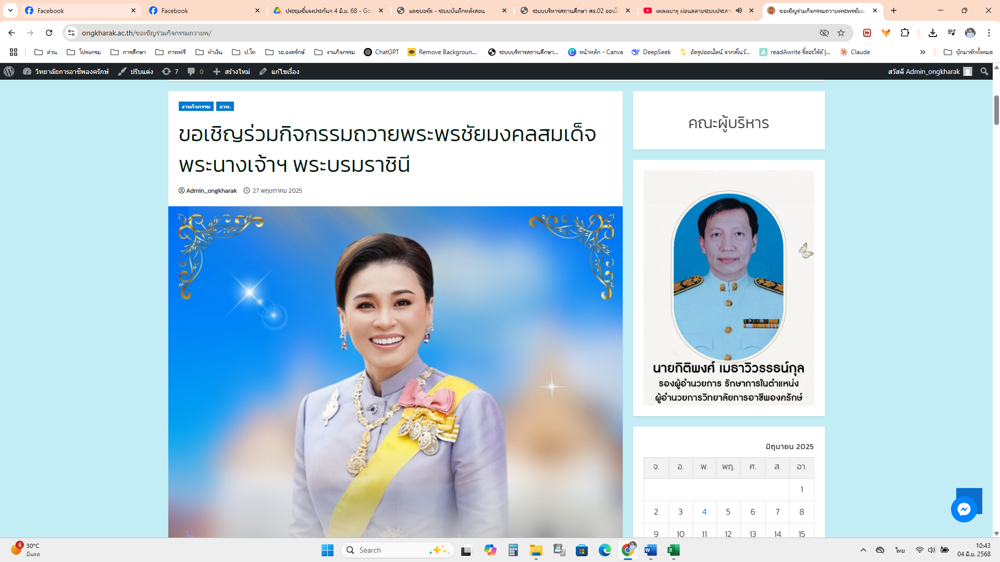 Facebook
Facebook
ประชุมชี้แจงประกันฯ 4 มิ.ย. 68 - Go
แดชบอร์ด - ระบบบันทึกหลังสอน
ระบบบริหารสถานศึกษา ศธ.02 ออนไล
เพลงเบาๆ ผ่อนคลายระบบประสาท
ขอเชิญร่วมกิจกรรมถวายพระพรชัยม
ongkharak.ac.th/ขอเชิญร่วมกิจกรรมถวายพ/
ด่วน
โปรแกรม
การศึกษา
ภาพฟรี
ทำเงิน
ป.โท
วอ.องครักษ์
งานกิจกรรม
ChatGPT
Remove Backgroun...
ระบบบริหารสถานศึกษา...
หน้าหลัก - Canva
DeepSeek
อัดรูปออนไลน์ จากสโนว์...
readAwrite รี้ดอะไร้ต์ |...
Claude
บุ๊กมาร์กทั้งหมด
วิทยาลัยการอาชีพองครักษ์
ปรับแต่ง
7
0
สร้างใหม่
แก้ไขเรื่อง
สวัสดี Admin_ongkharak
งานกิจกรรม
อวท.
ขอเชิญร่วมกิจกรรมถวายพระพรชัยมงคลสมเด็จ
พระนางเจ้าฯ พระบรมราชินี
Admin_ongkharak
27 พฤษภาคม 2025
คณะผู้บริหาร
นายกิติพงศ์ เมธาวิวรรธน์กุล
รองผู้อำนวยการ รักษาการในตำแหน่ง
ผู้อำนวยการวิทยาลัยการอาชีพองครักษ์
มิถุนายน 2025
จ. อ. พ. พฤ. ศ. ส. อา.
1
2 3 4 5 6 7 8
9 10 11 12 13 14 15
6
30°C
มีแดด
Search
ไทย
10:43
04 มิ.ย. 2568